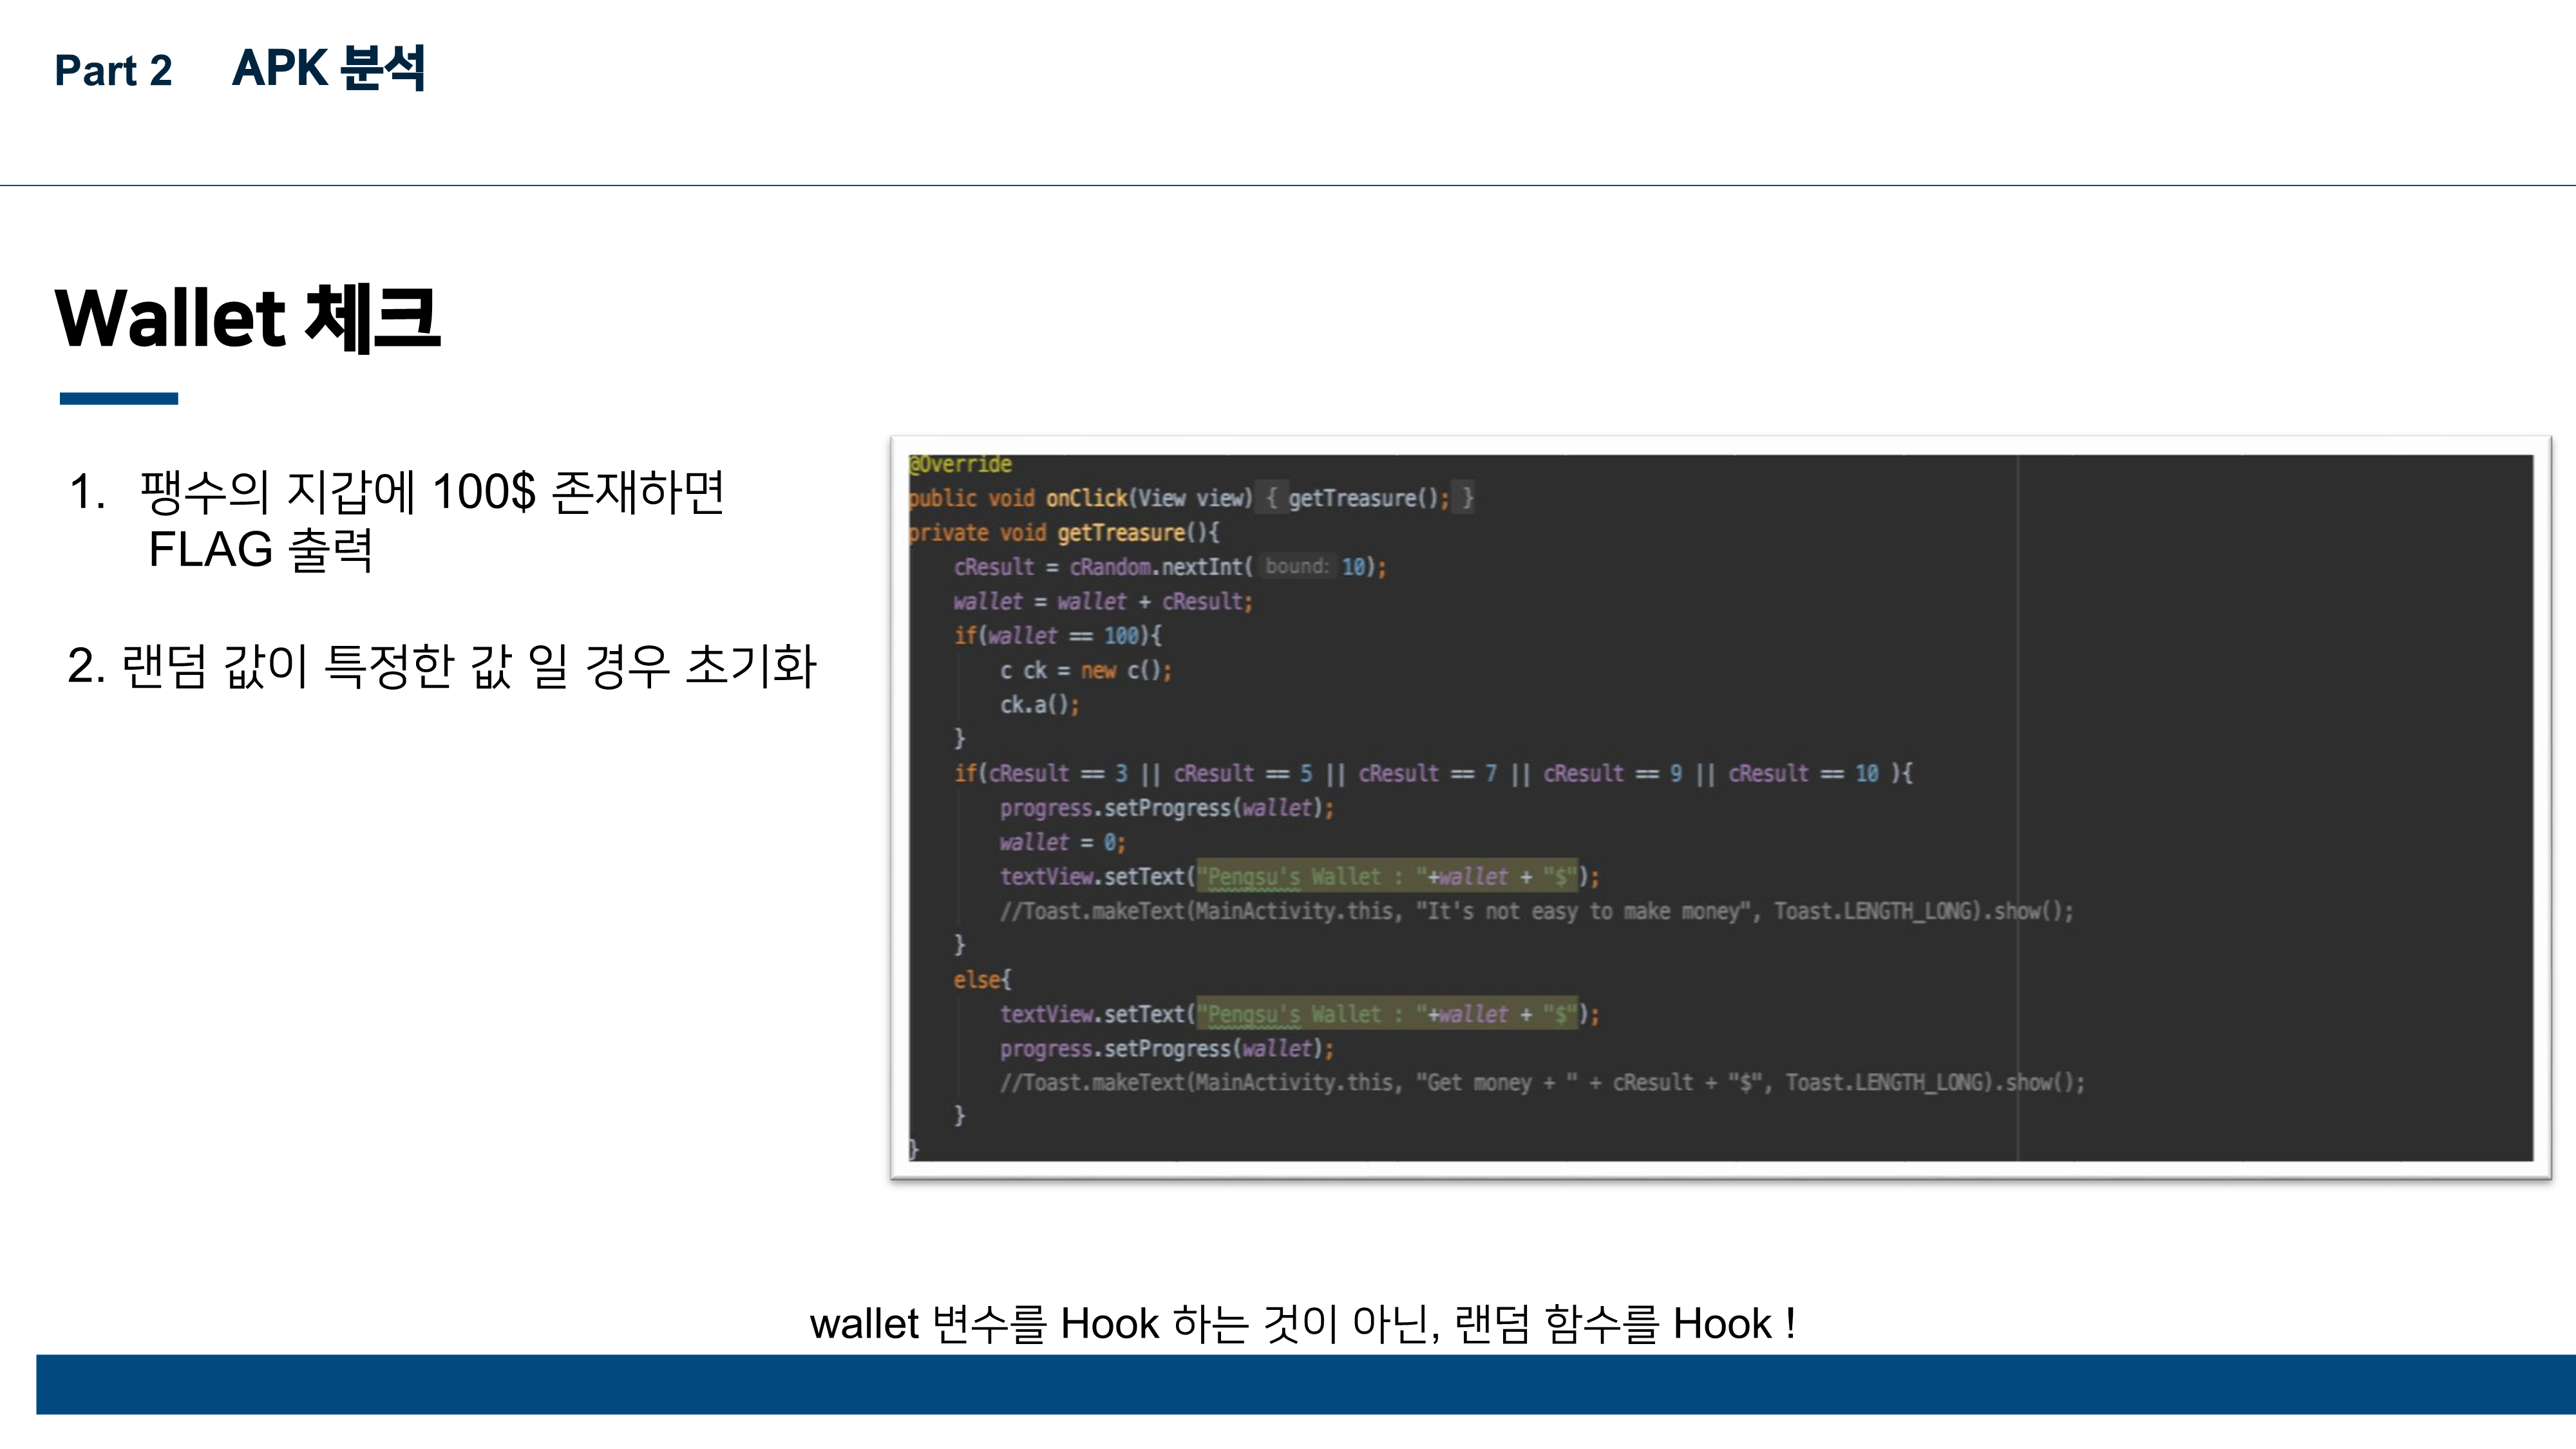 Part 2 APK 분석
Wallet 체크
1. 팽수의 지갑에 100$ 존재하면
FLAG 출력
2. 랜덤 값이 특정한 값 일 경우 초기화
@Override
public void onClick(View view) { getTreasure(); }
private void getTreasure(){
cResult = cRandom.nextInt( bound: 10);
wallet = wallet + cResult;
if(wallet == 100){
c ck = new c();
ck.a();
}
if(cResult == 3 || cResult == 5 || cResult == 7 || cResult == 9 || cResult == 10 ){
progress.setProgress(wallet);
wallet = 0;
textView.setText("Pengsu's Wallet : "+wallet + "$");
//Toast.makeText(MainActivity.this, "It's not easy to make money", Toast.LENGTH_LONG).show();
}
else{
textView.setText("Pengsu's Wallet : "+wallet + "$");
progress.setProgress(wallet);
//Toast.makeText(MainActivity.this, "Get money + " + cResult + "$", Toast.LENGTH_LONG).show();
}
}
wallet 변수를 Hook 하는 것이 아닌, 랜덤 함수를 Hook !